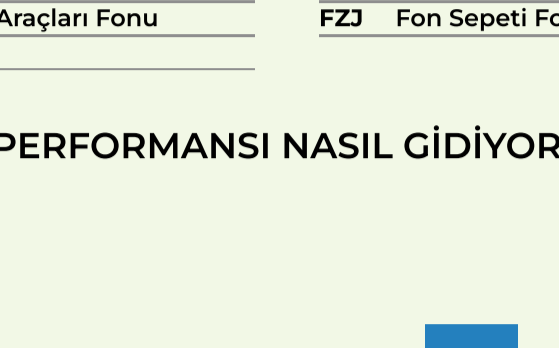 Araçları Fonu
FZJ Fon Sepeti Fo
PERFORMANSI NASIL GİDİYOR